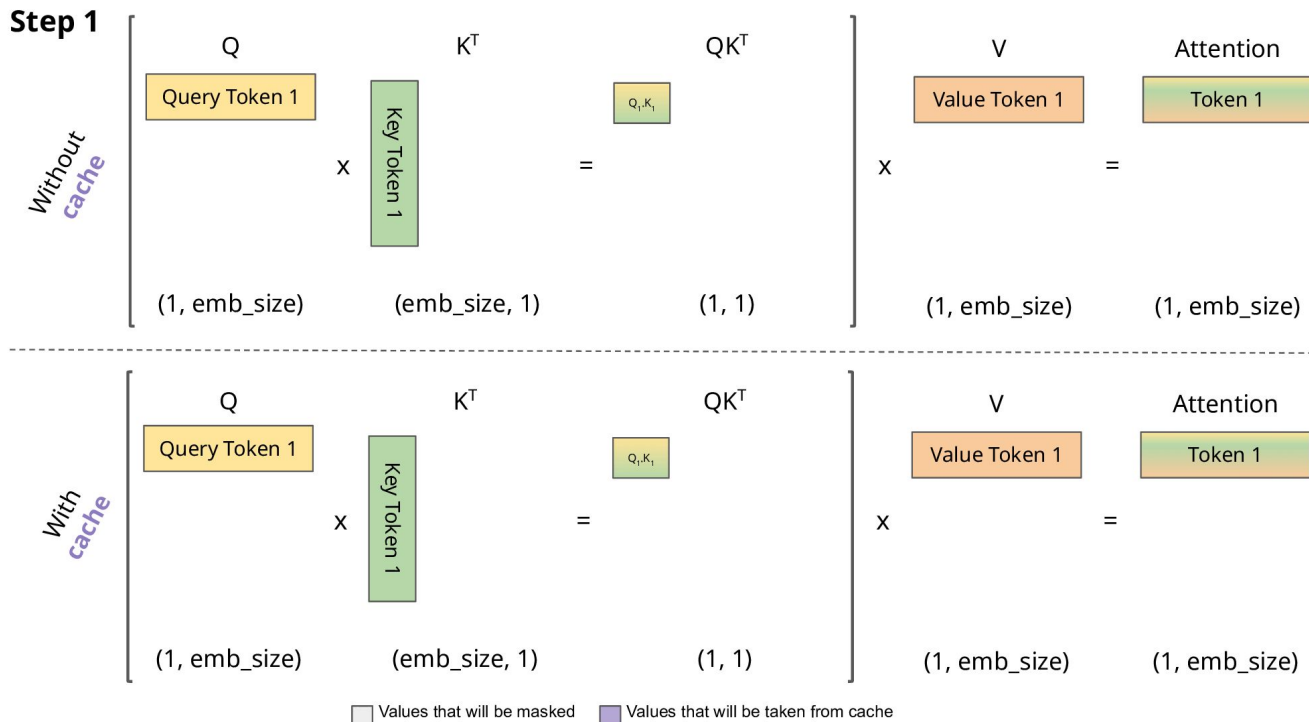 Step 1
Q
K^T
QK^T
V
Attention
Query Token 1
Key Token 1
Q₁.K₁
Value Token 1
Token 1
Without
cache
x
=
x
=
(1, emb_size)
(emb_size, 1)
(1, 1)
(1, emb_size)
(1, emb_size)
Q
K^T
QK^T
V
Attention
Query Token 1
Key Token 1
Q₁.K₁
Value Token 1
Token 1
With
cache
x
=
x
=
(1, emb_size)
(emb_size, 1)
(1, 1)
(1, emb_size)
(1, emb_size)
Values that will be masked
Values that will be taken from cache